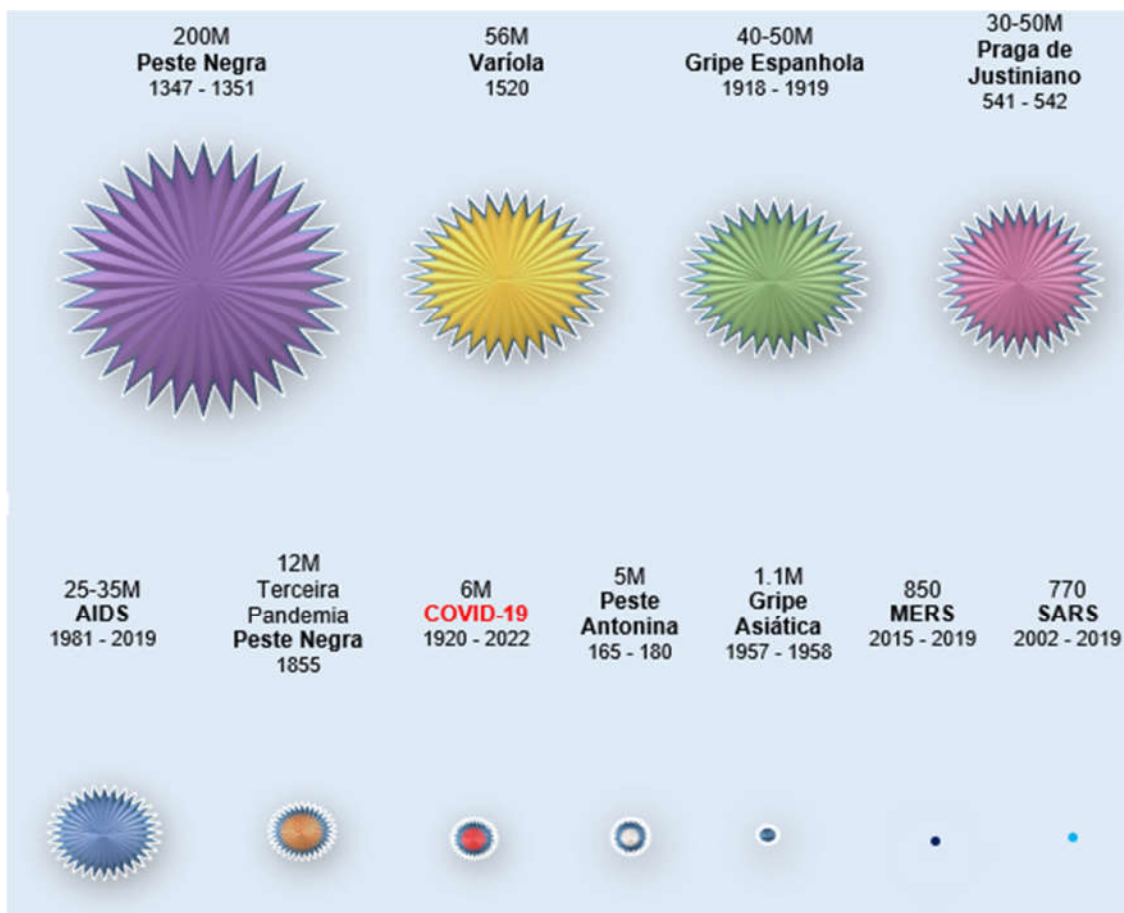 200M
Peste Negra
1347 - 1351
56M
Varíola
1520
40-50M
Gripe Espanhola
1918 - 1919
30-50M
Praga de
Justiniano
541 - 542
25-35M
AIDS
1981 - 2019
12M
Terceira
Pandemia
Peste Negra
1855
6M
COVID-19
1920 - 2022
5M
Peste
Antonina
165 - 180
1.1M
Gripe
Asiática
1957 - 1958
850
MERS
2015 - 2019
770
SARS
2002 - 2019